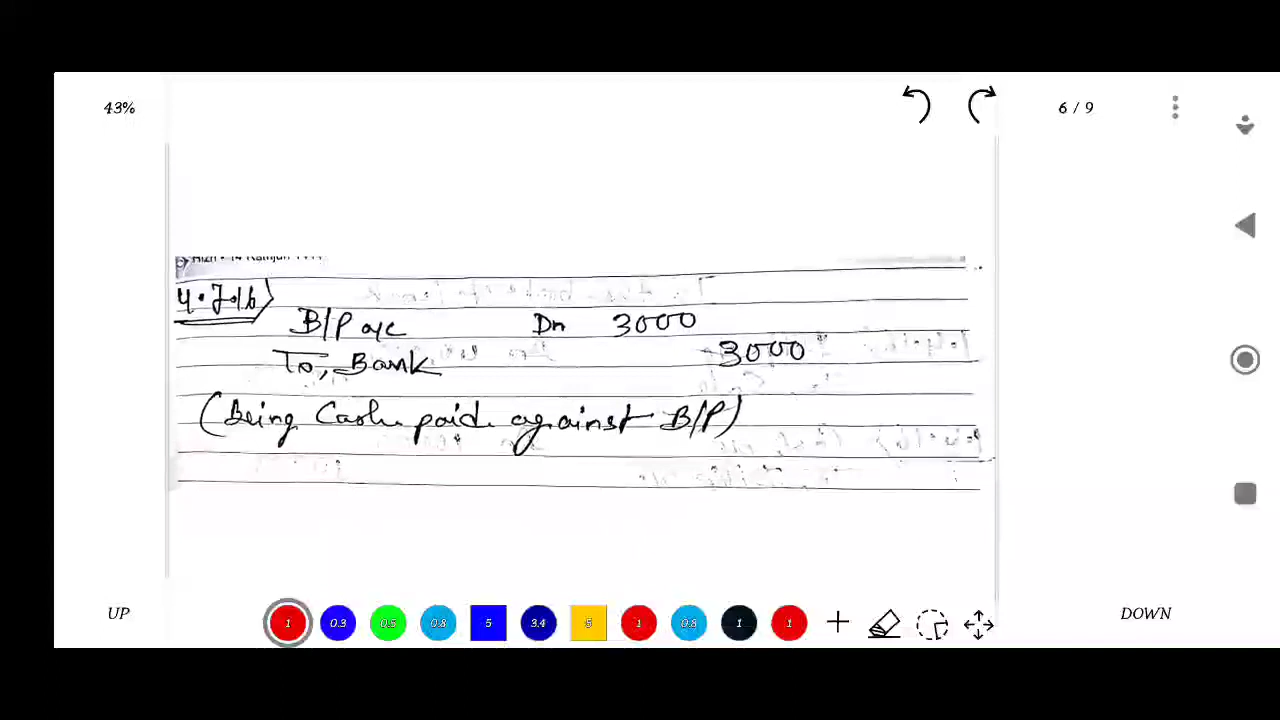 43%
6 / 9
4.7.16
B/P a/c Dr 3000
To, Bank 3000
(Being Cash paid against B/P)
UP
1 0.3 0.5 0.8 5 3.4 5 1 0.8 1 1
DOWN